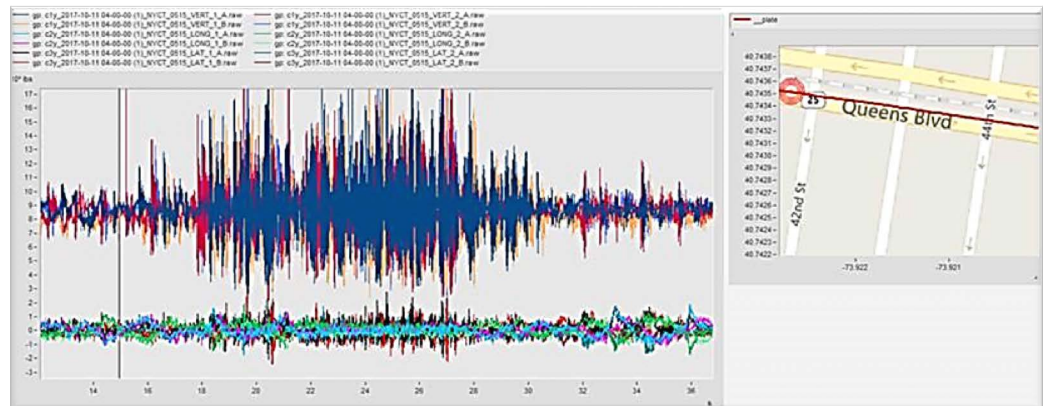 gp: c1y_2017-10-11 04-00-00 (1)_NYCT_0515_VERT_1_A.raw
gp: c1y_2017-10-11 04-00-00 (1)_NYCT_0515_VERT_2_A.raw
gp: c1y_2017-10-11 04-00-00 (1)_NYCT_0515_VERT_1_B.raw
gp: c1y_2017-10-11 04-00-00 (1)_NYCT_0515_VERT_2_B.raw
gp: c2y_2017-10-11 04-00-00 (1)_NYCT_0515_LONG_1_A.raw
gp: c2y_2017-10-11 04-00-00 (1)_NYCT_0515_LONG_2_A.raw
gp: c2y_2017-10-11 04-00-00 (1)_NYCT_0515_LONG_1_B.raw
gp: c2y_2017-10-11 04-00-00 (1)_NYCT_0515_LONG_2_B.raw
gp: c3y_2017-10-11 04-00-00 (1)_NYCT_0515_LAT_1_A.raw
gp: c2y_2017-10-11 04-00-00 (1)_NYCT_0515_LAT_2_A.raw
gp: c3y_2017-10-11 04-00-00 (1)_NYCT_0515_LAT_1_B.raw
gp: c3y_2017-10-11 04-00-00 (1)_NYCT_0515_LAT_2_B.raw
lbs
17
16
15
14
13
12
11
10
9
8
7
6
5
4
3
2
1
0
-1
-2
-3
14 16 18 20 22 24 26 28 30 32 34 36
s
__plate
40.7438
40.7437
40.7436
40.7435
40.7434
40.7432
40.7431
40.7430
40.7429
40.7428
40.7427
40.7426
40.7425
40.7424
40.7423
40.7422
25
Queens Blvd
44th St
42nd St
-73.922 -73.921